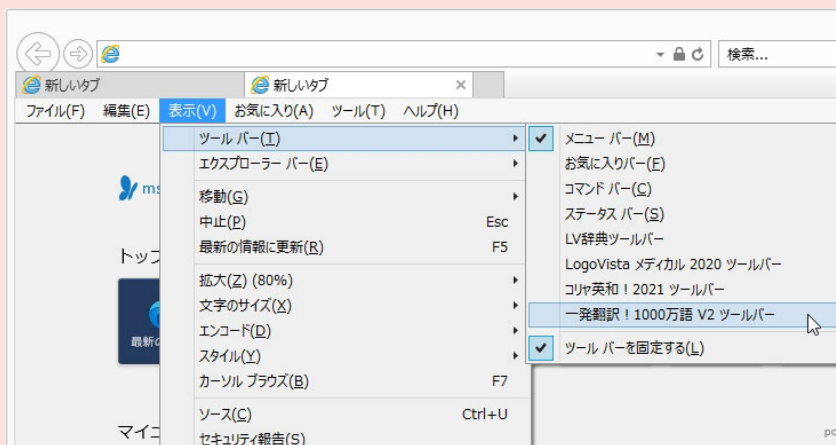 検索...
新しいタブ
新しいタブ
ファイル(F) 編集(E) 表示(V) お気に入り(A) ツール(T) ヘルプ(H)
ツール バー(T)
エクスプローラー バー(E)
移動(G)
中止(P) Esc
最新の情報に更新(R) F5
拡大(Z) (80%)
文字のサイズ(X)
エンコード(D)
スタイル(Y)
カーソル ブラウズ(B) F7
ソース(C) Ctrl+U
セキュリティ報告(S)
メニュー バー(M)
お気に入りバー(F)
コマンド バー(C)
ステータス バー(S)
LV辞典ツールバー
LogoVista メディカル 2020 ツールバー
コリャ英和！2021 ツールバー
一発翻訳！1000万語 V2 ツールバー
ツール バーを固定する(L)
ms
トップ
最新の
マイニ